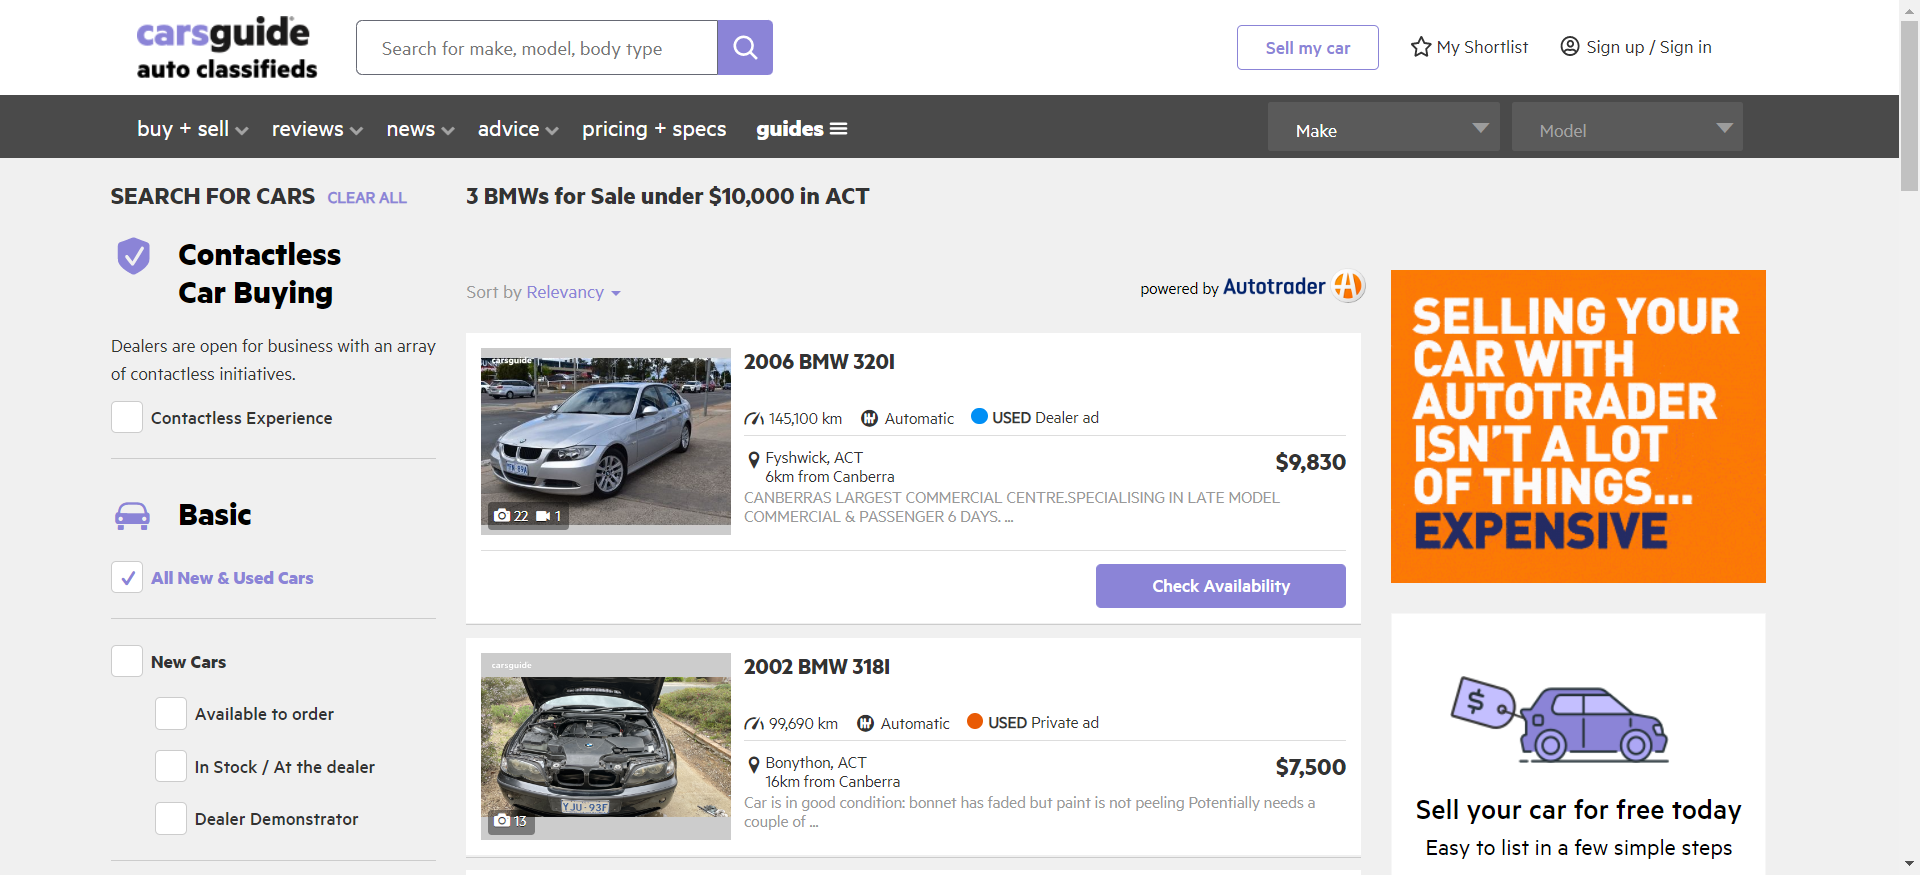 carsguide
auto classifieds
Search for make, model, body type
Sell my car
My Shortlist
Sign up / Sign in
buy + sell
reviews
news
advice
pricing + specs
guides
Make
Model
SEARCH FOR CARS CLEAR ALL
Contactless
Car Buying
Dealers are open for business with an array
of contactless initiatives.
Contactless Experience
Basic
All New & Used Cars
New Cars
Available to order
In Stock / At the dealer
Dealer Demonstrator
3 BMWs for Sale under $10,000 in ACT
Sort by Relevancy
powered by Autotrader
carsguide
22 1
2006 BMW 320I
145,100 km Automatic USED Dealer ad
Fyshwick, ACT
6km from Canberra
$9,830
CANBERRAS LARGEST COMMERCIAL CENTRE.SPECIALISING IN LATE MODEL
COMMERCIAL & PASSENGER 6 DAYS. ...
Check Availability
carsguide
YJU·93F
13
2002 BMW 318I
99,690 km Automatic USED Private ad
Bonython, ACT
16km from Canberra
$7,500
Car is in good condition: bonnet has faded but paint is not peeling Potentially needs a
couple of ...
SELLING YOUR
CAR WITH
AUTOTRADER
ISN'T A LOT
OF THINGS...
EXPENSIVE
$
Sell your car for free today
Easy to list in a few simple steps